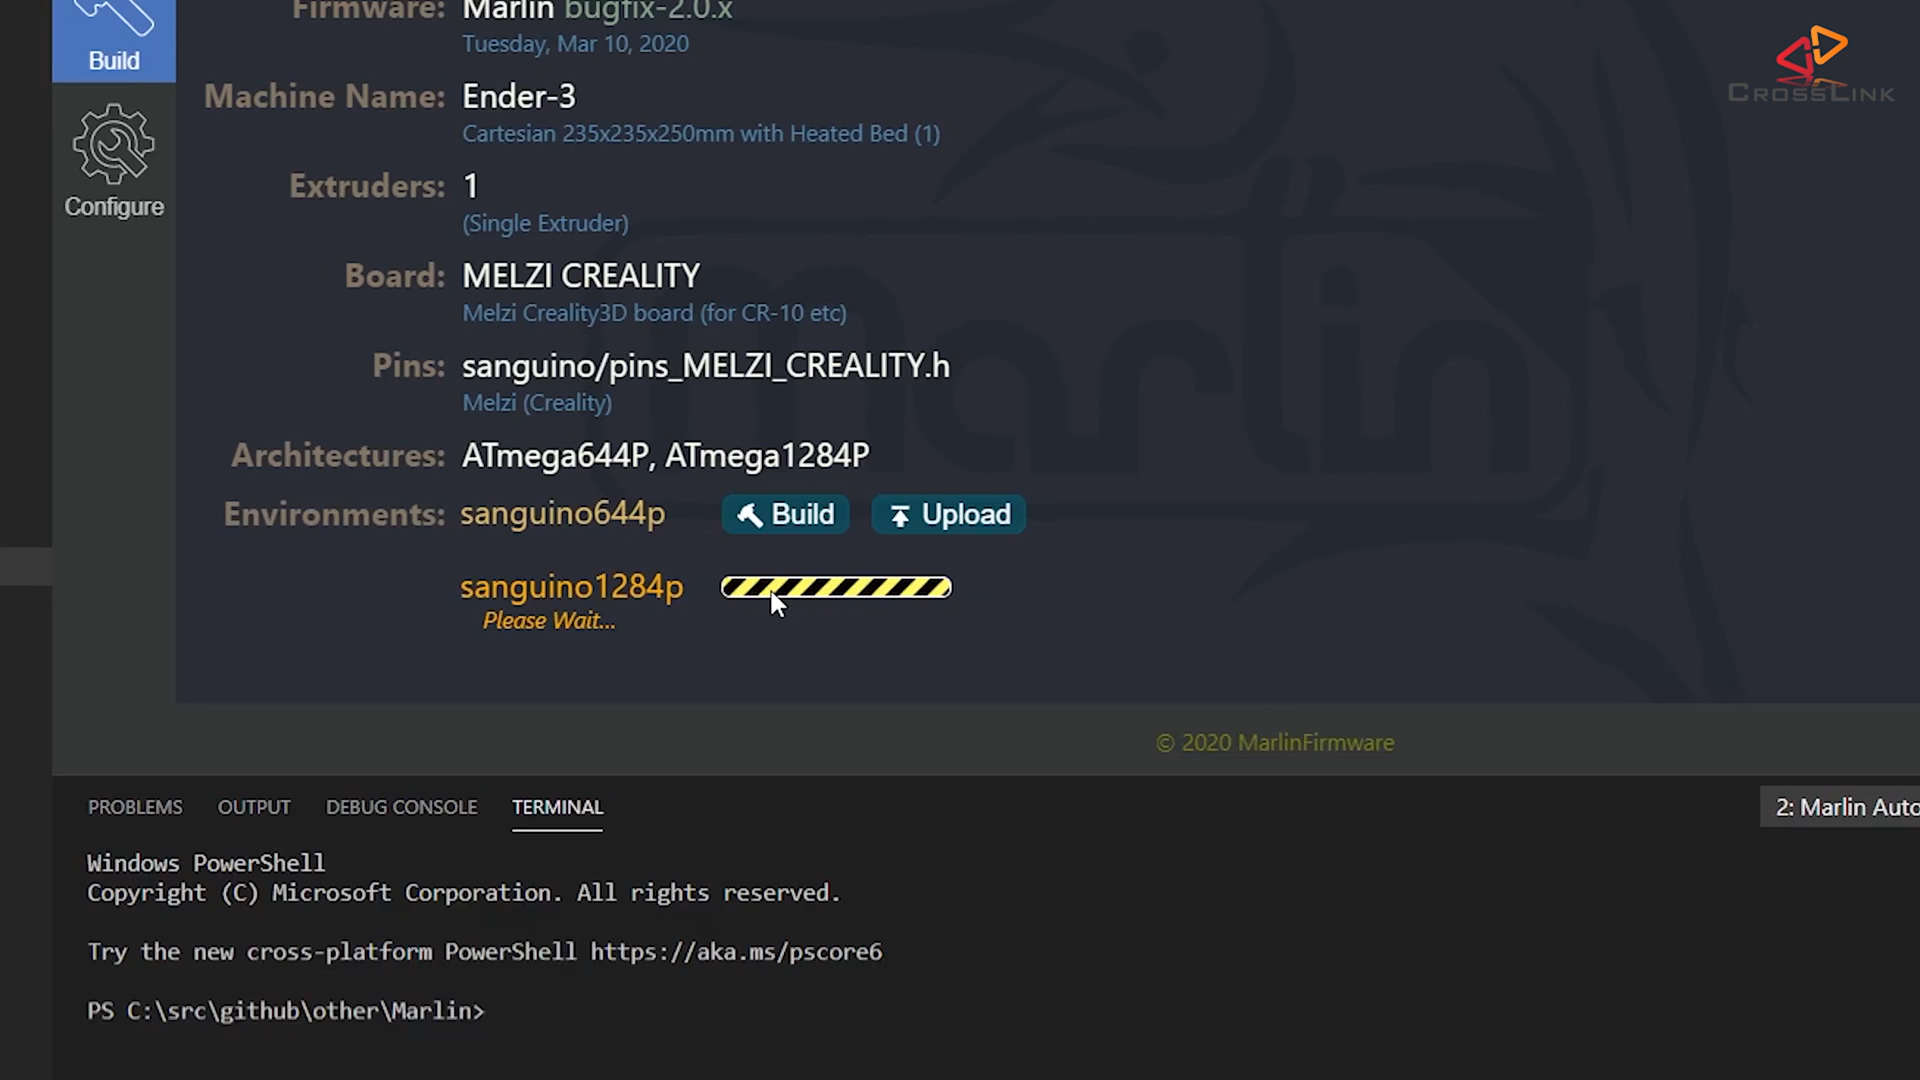 Firmware: Marlin bugfix-2.0.x
Tuesday, Mar 10, 2020
Build
Machine Name: Ender-3
Cartesian 235x235x250mm with Heated Bed (1)
Configure
Extruders: 1
(Single Extruder)
Board: MELZI CREALITY
Melzi Creality3D board (for CR-10 etc)
Pins: sanguino/pins_MELZI_CREALITY.h
Melzi (Creality)
Architectures: ATmega644P, ATmega1284P
Environments: sanguino644p Build Upload
sanguino1284p
Please Wait...
marlin
CROSSLINK
© 2020 MarlinFirmware
PROBLEMS OUTPUT DEBUG CONSOLE TERMINAL 2: Marlin Auto
Windows PowerShell
Copyright (C) Microsoft Corporation. All rights reserved.
Try the new cross-platform PowerShell https://aka.ms/pscore6
PS C:\src\github\other\Marlin>